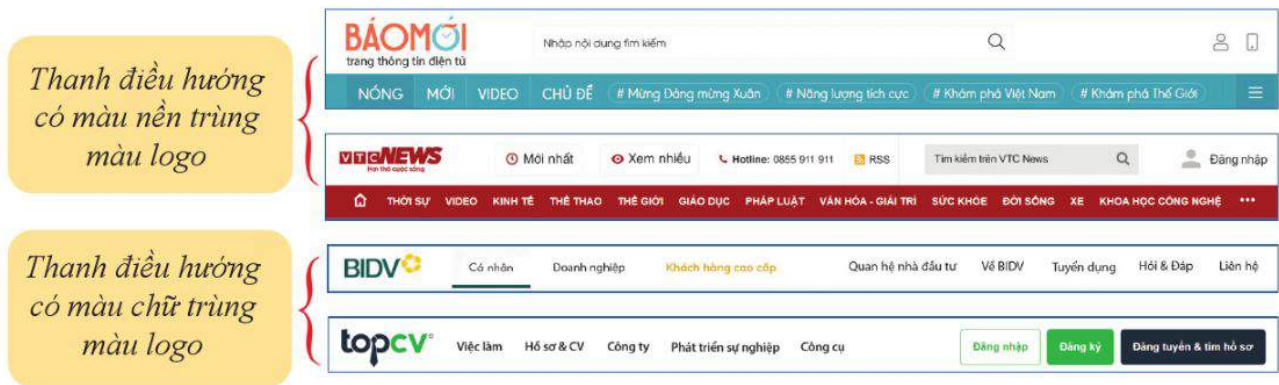 Thanh điều hướng
có màu nền trùng
màu logo
BÁOMỚI
trang thông tin điện tử
Nhập nội dung tìm kiếm
NÓNG MỚI VIDEO CHỦ ĐỀ # Mừng Đảng mừng Xuân # Năng lượng tích cực # Khám phá Việt Nam # Khám phá Thế Giới
VTC NEWS
Hơn thở cuộc sống
Mới nhất Xem nhiều Hotline: 0855 911 911 RSS Tìm kiếm trên VTC News Đăng nhập
THỜI SỰ VIDEO KINH TẾ THỂ THAO THẾ GIỚI GIÁO DỤC PHÁP LUẬT VĂN HÓA - GIẢI TRÍ SỨC KHỎE ĐỜI SỐNG XE KHOA HỌC CÔNG NGHỆ •••
Thanh điều hướng
có màu chữ trùng
màu logo
BIDV Cá nhân Doanh nghiệp Khách hàng cao cấp Quan hệ nhà đầu tư Về BIDV Tuyển dụng Hỏi & Đáp Liên hệ
topcv Việc làm Hồ sơ & CV Công ty Phát triển sự nghiệp Công cụ Đăng nhập Đăng ký Đăng tuyển & tìm hồ sơ